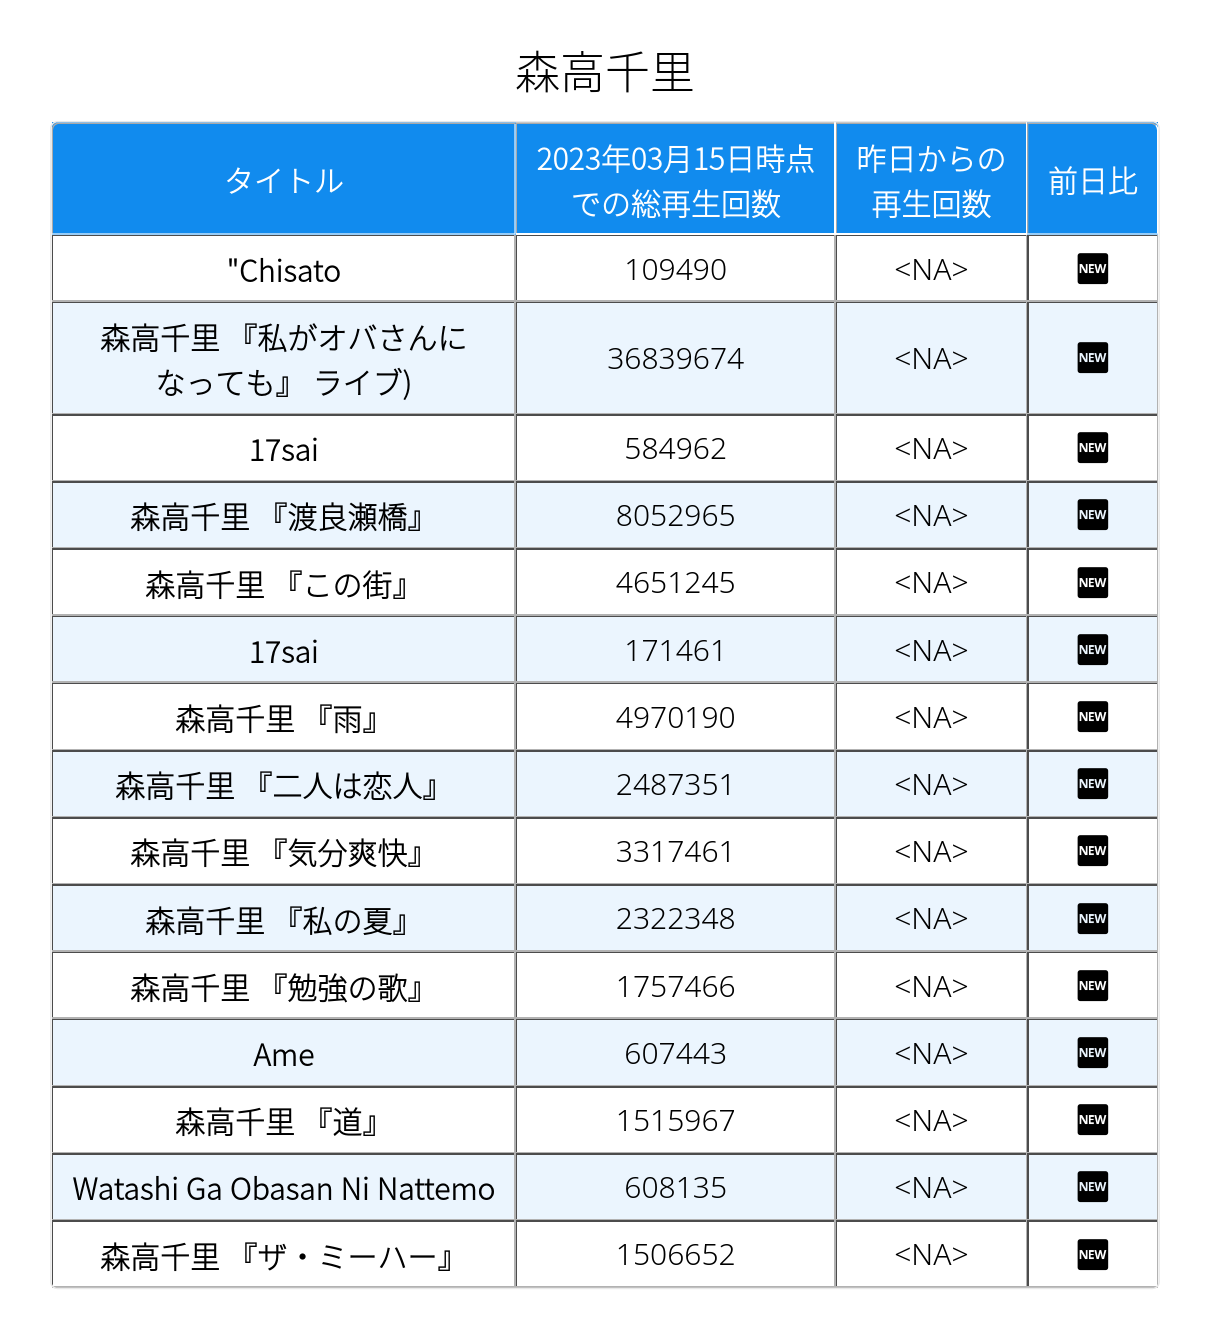 森高千里
タイトル
2023年03月15日時点
での総再生回数
昨日からの
再生回数
前日比
"Chisato
109490
<NA>
NEW
森高千里 『私がオバさんに
なっても』 ライブ)
36839674
<NA>
NEW
17sai
584962
<NA>
NEW
森高千里 『渡良瀬橋』
8052965
<NA>
NEW
森高千里 『この街』
4651245
<NA>
NEW
17sai
171461
<NA>
NEW
森高千里 『雨』
4970190
<NA>
NEW
森高千里 『二人は恋人』
2487351
<NA>
NEW
森高千里 『気分爽快』
3317461
<NA>
NEW
森高千里 『私の夏』
2322348
<NA>
NEW
森高千里 『勉強の歌』
1757466
<NA>
NEW
Ame
607443
<NA>
NEW
森高千里 『道』
1515967
<NA>
NEW
Watashi Ga Obasan Ni Nattemo
608135
<NA>
NEW
森高千里 『ザ・ミーハー』
1506652
<NA>
NEW